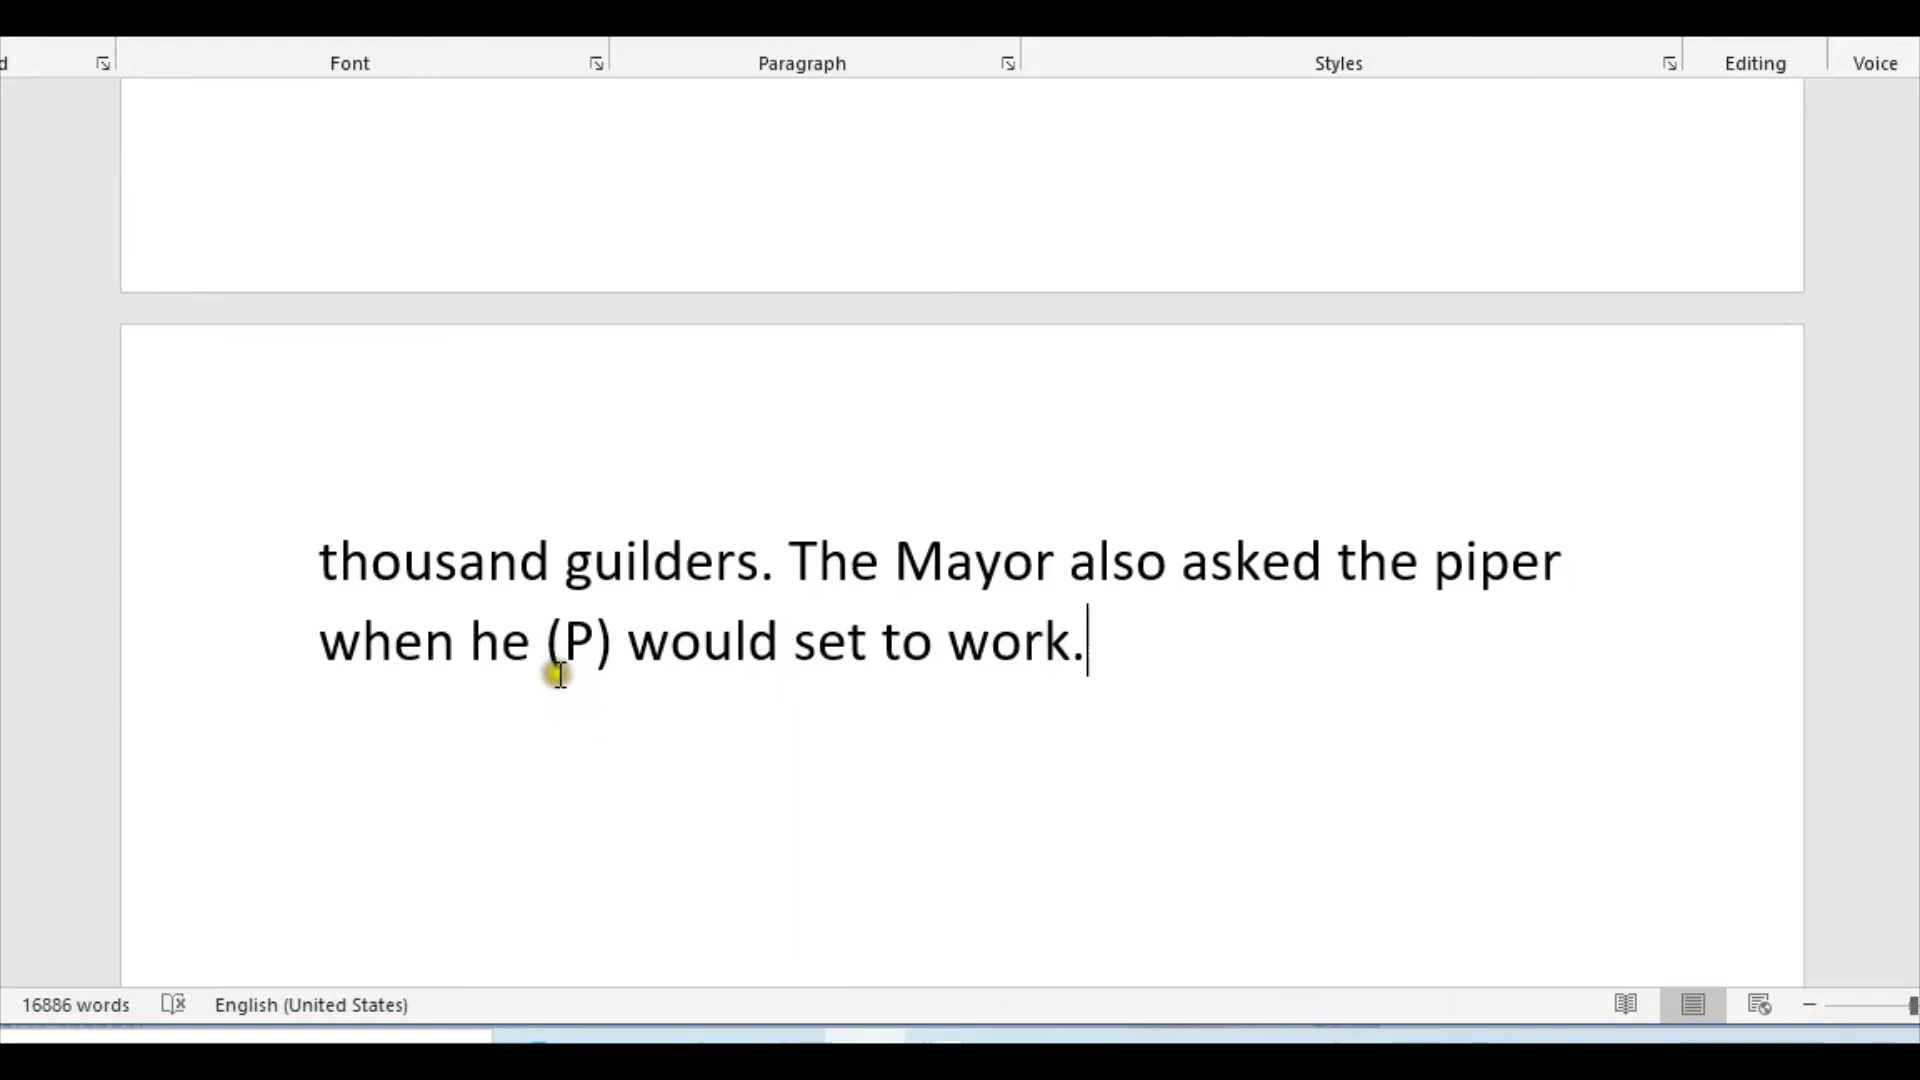 d Font Paragraph Styles Editing Voice
thousand guilders. The Mayor also asked the piper
when he (P) would set to work.
16886 words English (United States)